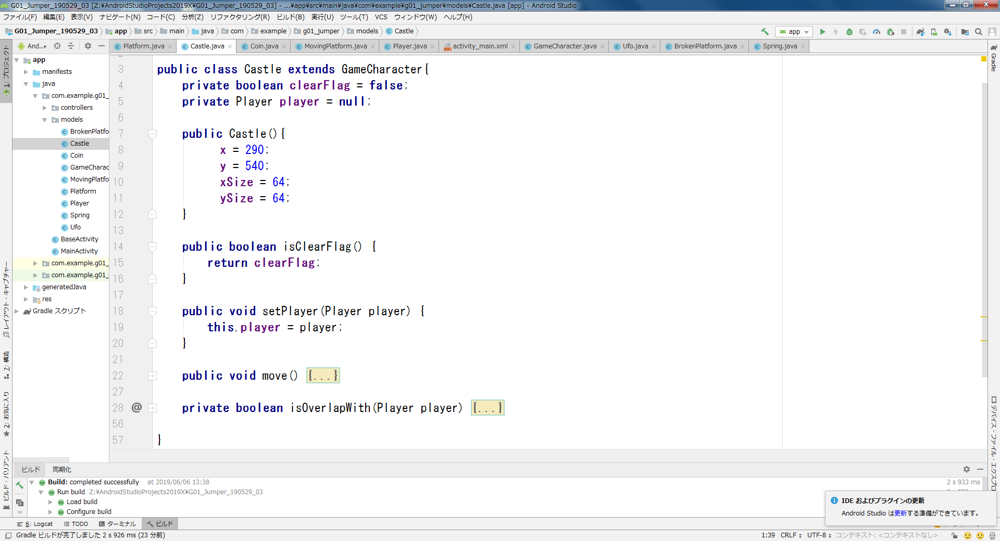 G01_Jumper_190529_03 [Z:¥AndroidStudioProjects2019X¥G01_Jumper_190529_03] - ...¥app¥src¥main¥java¥com¥example¥g01_jumper¥models¥Castle.java [app] - Android Studio
ファイル(F) 編集(E) 表示(V) ナビゲート(N) コード(C) 分析(Z) リファクタリング(R) ビルド(B) 実行(U) ツール(T) VCS ウィンドウ(W) ヘルプ(H)
G01_Jumper_190529_03 app src main java com example g01_jumper models Castle app
And... Platform.java Castle.java Coin.java MovingPlatform.java Player.java activity_main.xml GameCharacter.java Ufo.java BrokenPlatform.java Spring.java
1: プロジェクト
レイアウト・キャプチャー
7: 構造
2: お気に入り
ビルド・バリアント
app
manifests
java
com.example.g01_
controllers
models
BrokenPlatfo
Castle
Coin
GameCharac
MovingPlatfo
Platform
Player
Spring
Ufo
BaseActivity
MainActivity
com.example.g01_
com.example.g01_
generatedJava
res
Gradle スクリプト
3 public class Castle extends GameCharacter{
4 private boolean clearFlag = false;
5 private Player player = null;
6
7 public Castle(){
8 x = 290;
9 y = 540;
10 xSize = 64;
11 ySize = 64;
12 }
13
14 public boolean isClearFlag() {
15 return clearFlag;
16 }
17
18 public void setPlayer(Player player) {
19 this.player = player;
20 }
21
22 public void move() {...}
27
28 @ private boolean isOverlapWith(Player player) {...}
56
57 }
Gradle
デバイス・ファイル・エクスプロ
ビルド 同期化
Build: completed successfully at 2019/06/06 13:38 2 s 933 ms
Run build Z:¥AndroidStudioProjects2019X¥G01_Jumper_190529_03
Load build
Configure build
IDE およびプラグインの更新
Android Studio は更新する準備ができています。
6: Logcat TODO ターミナル ビルド
Gradle ビルドが完了しました 2 s 926 ms (23 分前) 1:39 CRLF UTF-8 コンテキスト: <コンテキストなし>